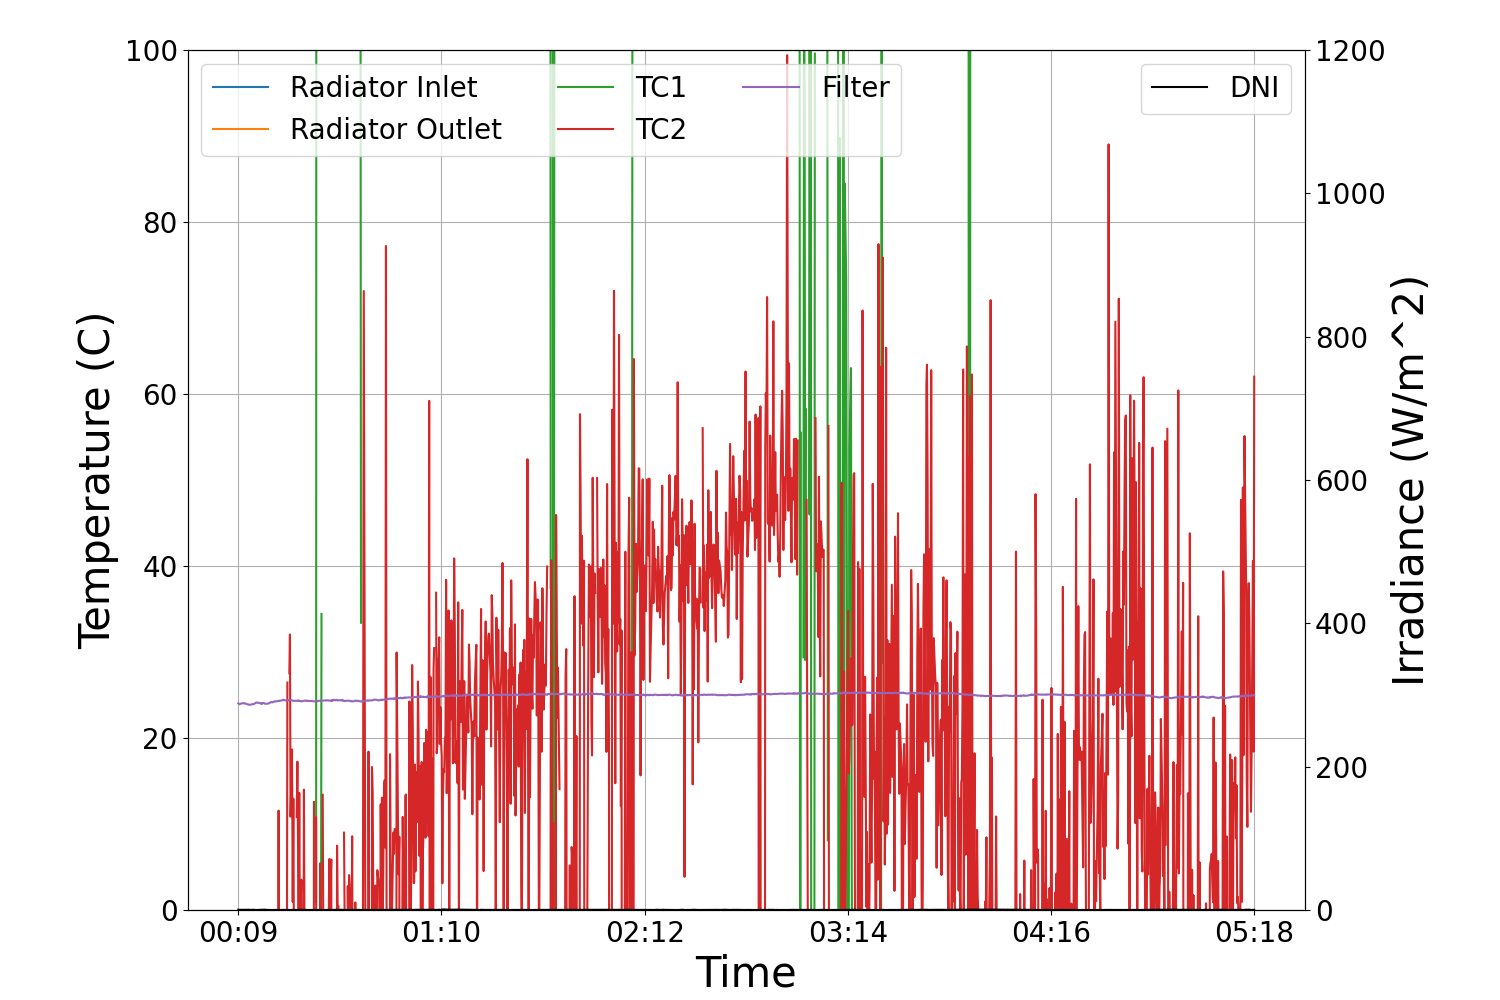 100
80
60
40
20
0
Temperature (C)
Radiator Inlet
Radiator Outlet
TC1
TC2
Filter
DNI
1200
1000
800
600
400
200
0
Irradiance (W/m^2)
00:09
01:10
02:12
03:14
04:16
05:18
Time